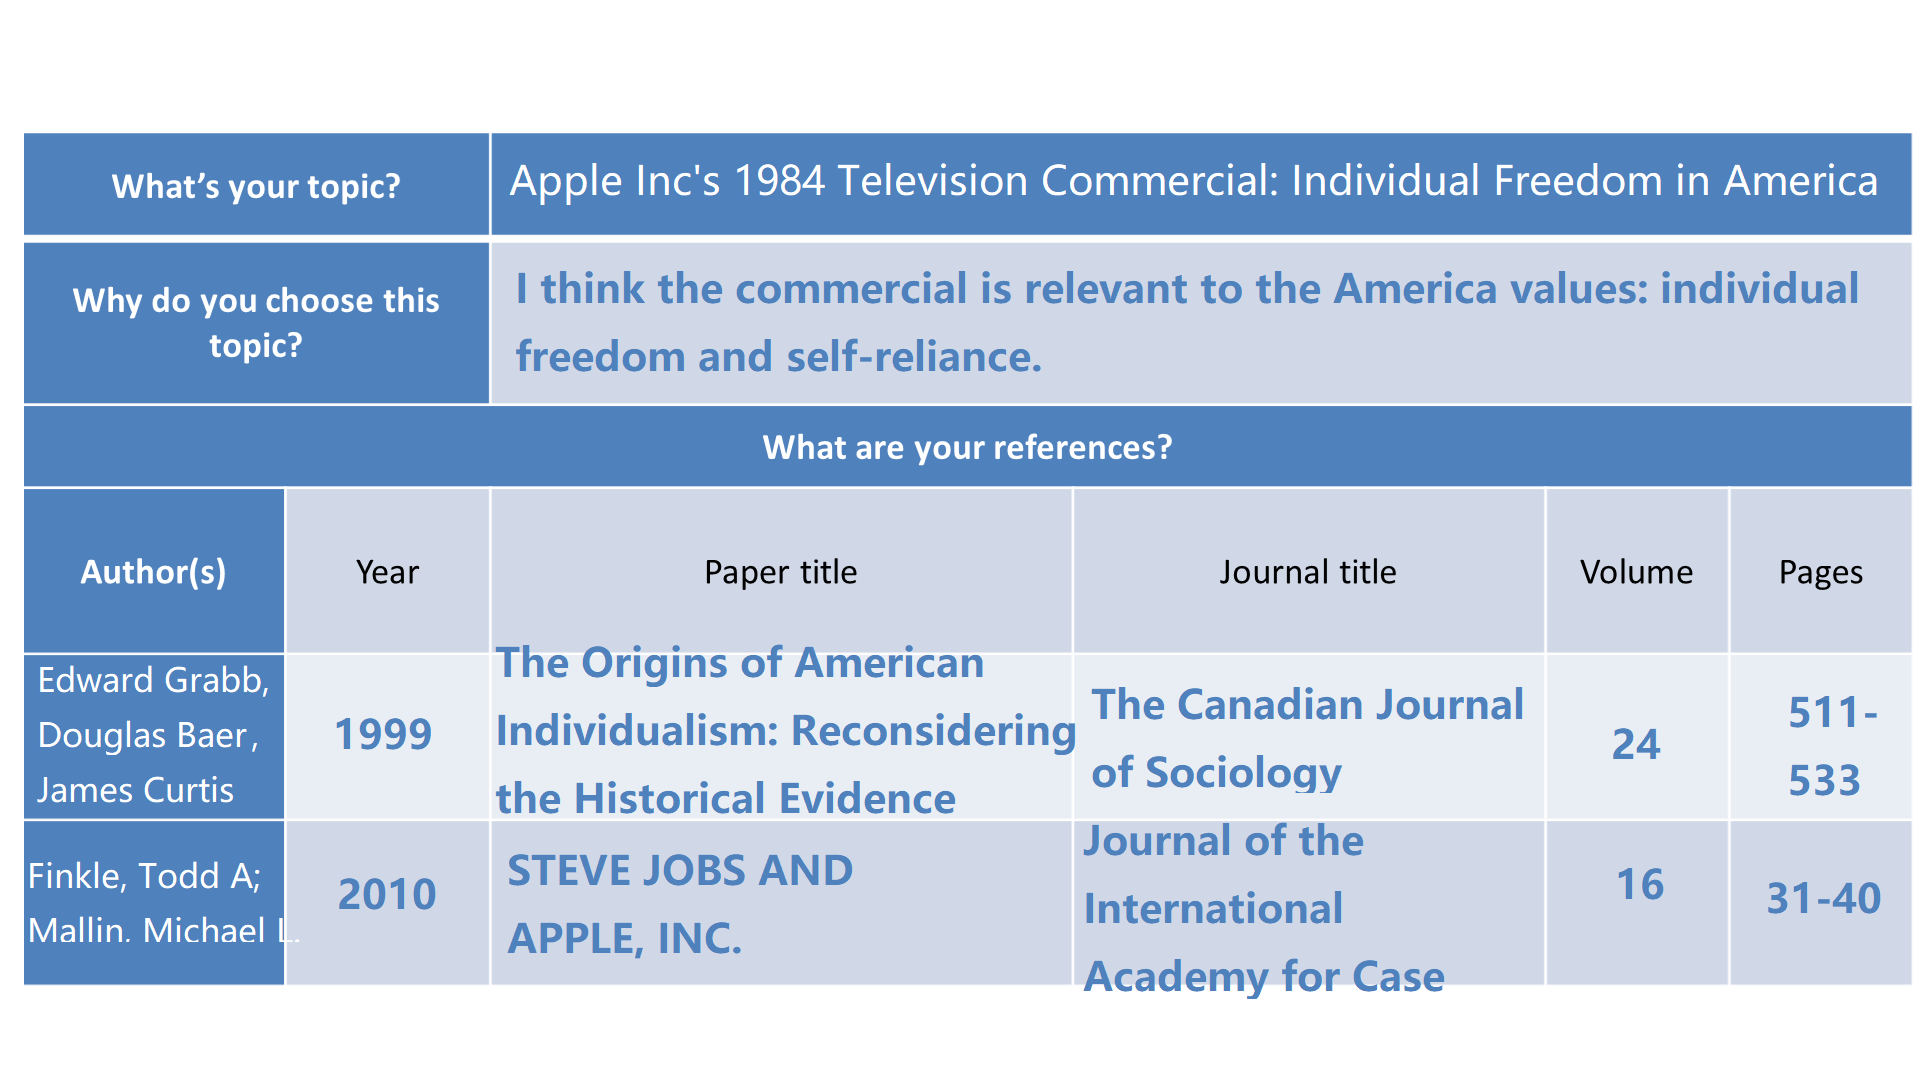 What’s your topic?
Apple Inc's 1984 Television Commercial: Individual Freedom in America
Why do you choose this
topic?
I think the commercial is relevant to the America values: individual
freedom and self-reliance.
What are your references?
Author(s)
Year
Paper title
Journal title
Volume
Pages
Edward Grabb,
Douglas Baer,
James Curtis
1999
The Origins of American
Individualism: Reconsidering
the Historical Evidence
The Canadian Journal
of Sociology
24
511-
533
Finkle, Todd A;
Mallin. Michael L.
2010
STEVE JOBS AND
APPLE, INC.
Journal of the
International
Academy for Case
16
31-40